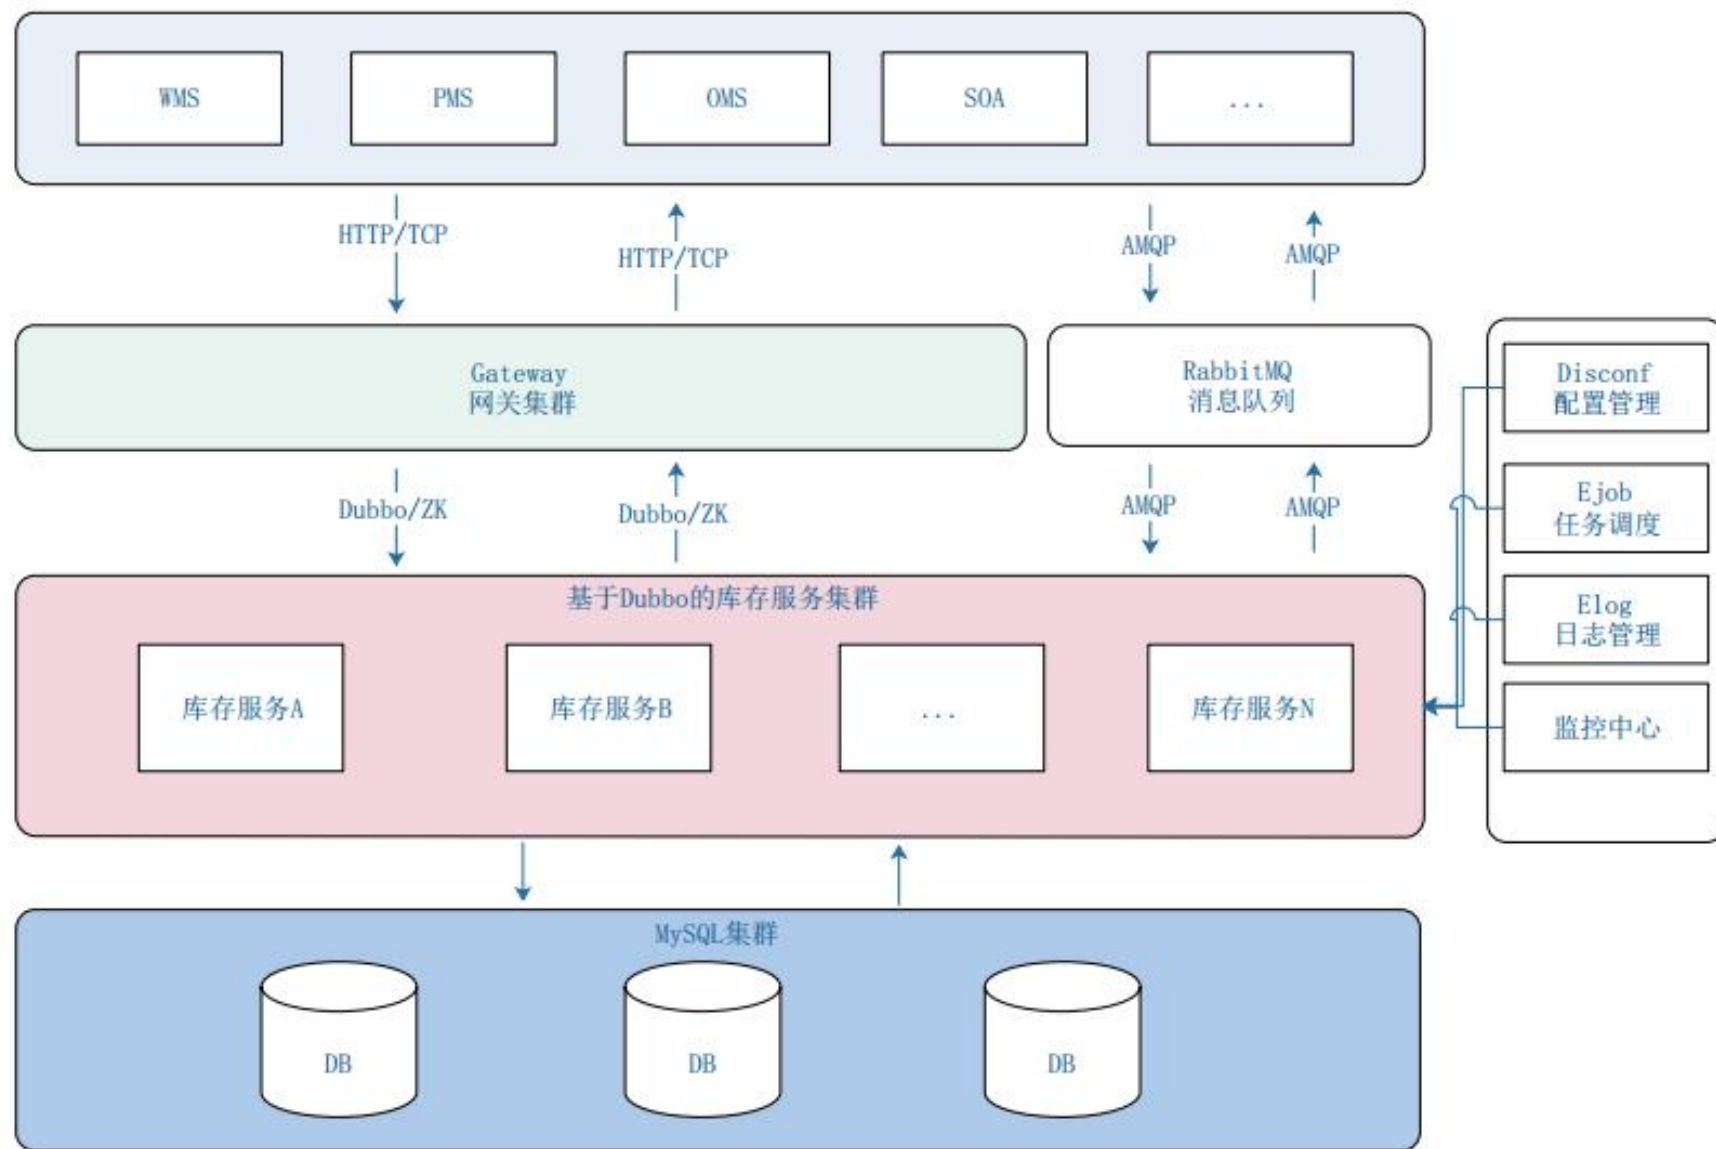 WMS
PMS
OMS
SOA
...
HTTP/TCP
HTTP/TCP
AMQP
AMQP
Gateway
网关集群
RabbitMQ
消息队列
Disconf
配置管理
Dubbo/ZK
Dubbo/ZK
AMQP
AMQP
Ejob
任务调度
基于Dubbo的库存服务集群
Elog
日志管理
库存服务A
库存服务B
...
库存服务N
监控中心
MySQL集群
DB
DB
DB